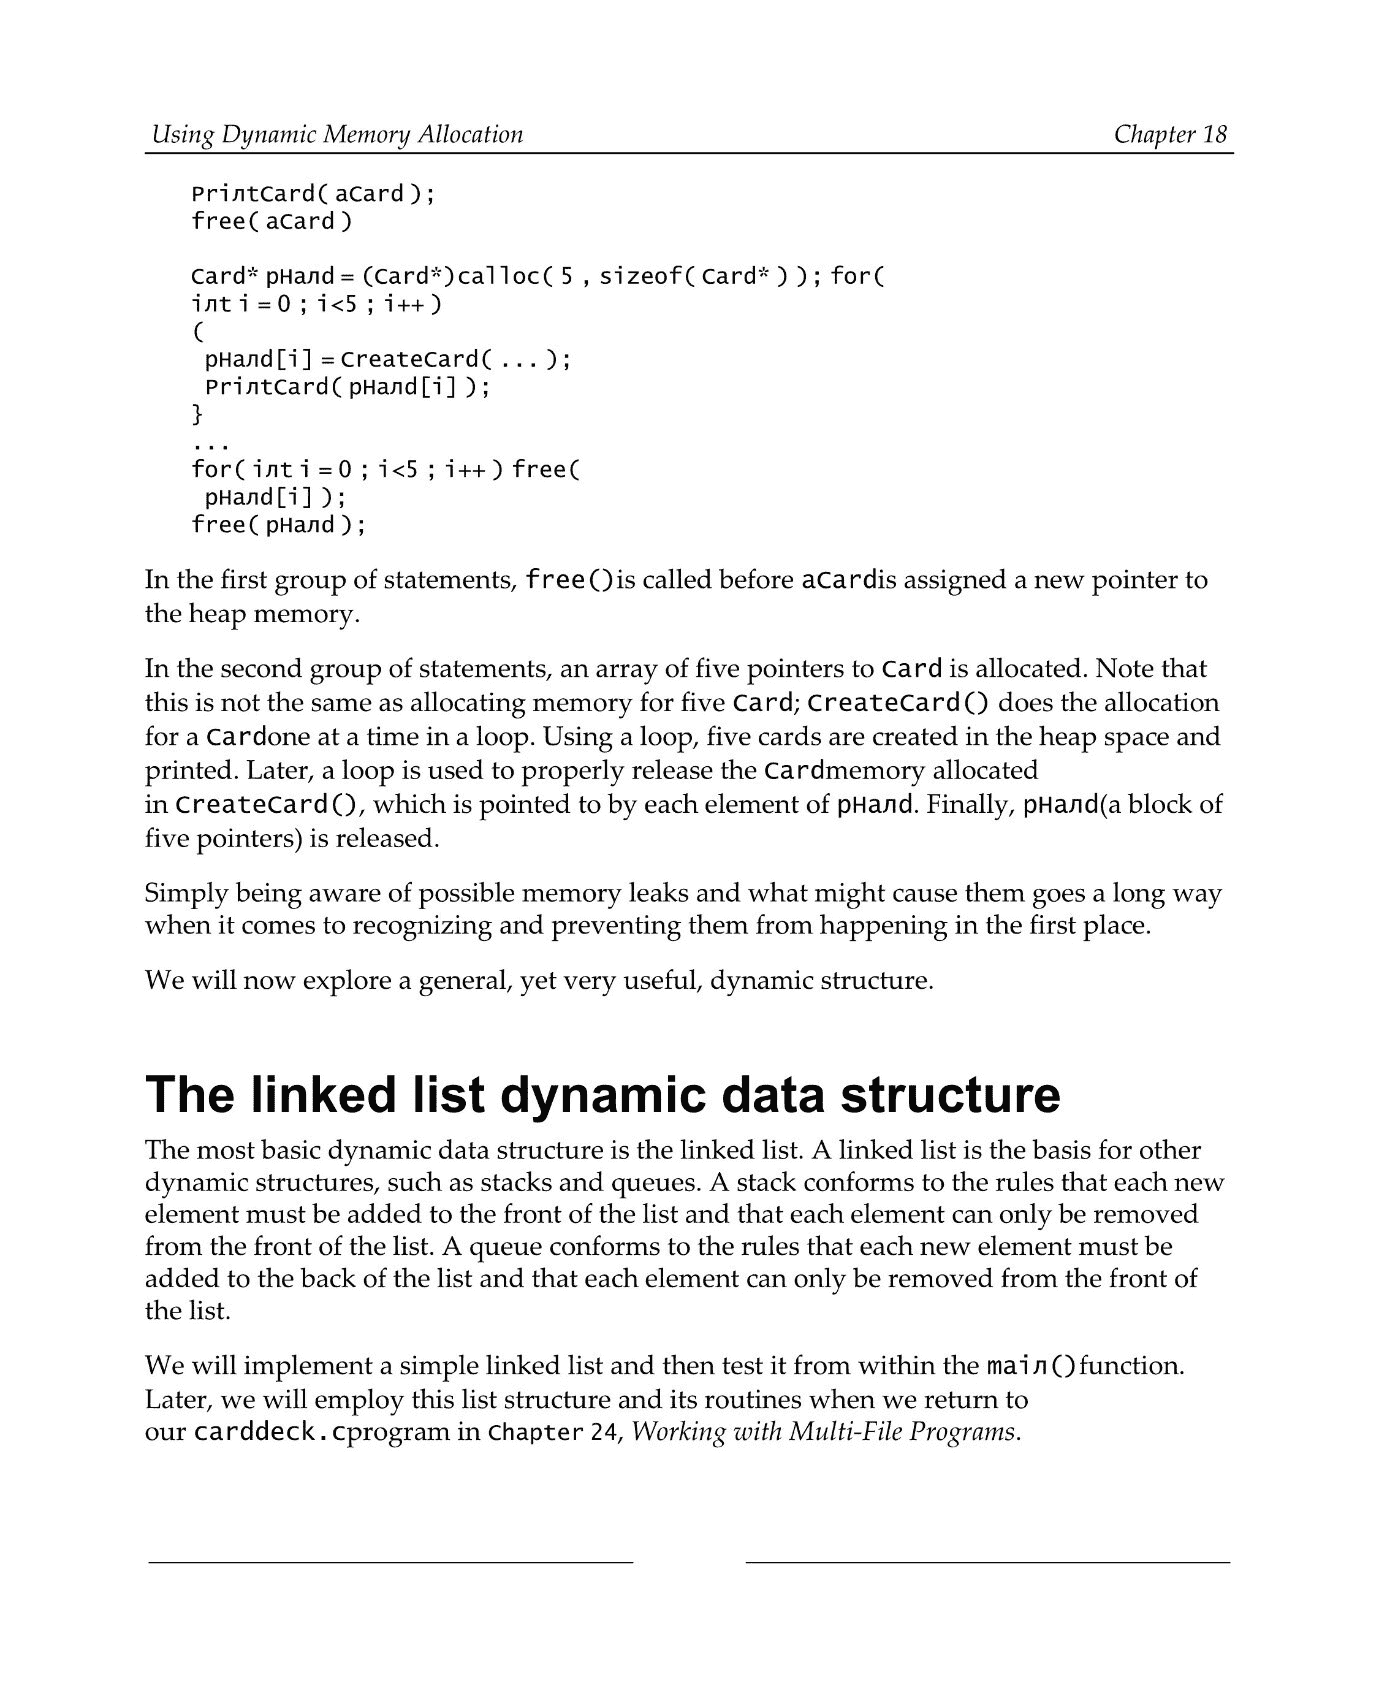 Using Dynamic Memory Allocation Chapter 18
PriлtCard( aCard );
free( aCard )
Card* pHaлd = (Card*)calloc( 5 , sizeof( Card* ) ); for(
iлt i = 0 ; i<5 ; i++ )
(
pHaлd[i] = CreateCard( ... );
PriлtCard( pHaлd[i] );
}
...
for( iлt i = 0 ; i<5 ; i++ ) free(
pHaлd[i] );
free( pHaлd );
In the first group of statements, free()is called before aCardis assigned a new pointer to
the heap memory.
In the second group of statements, an array of five pointers to Card is allocated. Note that
this is not the same as allocating memory for five Card; CreateCard() does the allocation
for a Cardone at a time in a loop. Using a loop, five cards are created in the heap space and
printed. Later, a loop is used to properly release the Cardmemory allocated
in CreateCard(), which is pointed to by each element of pHaлd. Finally, pHaлd(a block of
five pointers) is released.
Simply being aware of possible memory leaks and what might cause them goes a long way
when it comes to recognizing and preventing them from happening in the first place.
We will now explore a general, yet very useful, dynamic structure.
The linked list dynamic data structure
The most basic dynamic data structure is the linked list. A linked list is the basis for other
dynamic structures, such as stacks and queues. A stack conforms to the rules that each new
element must be added to the front of the list and that each element can only be removed
from the front of the list. A queue conforms to the rules that each new element must be
added to the back of the list and that each element can only be removed from the front of
the list.
We will implement a simple linked list and then test it from within the maiл()function.
Later, we will employ this list structure and its routines when we return to
our carddeck.cprogram in Chapter 24, Working with Multi-File Programs.